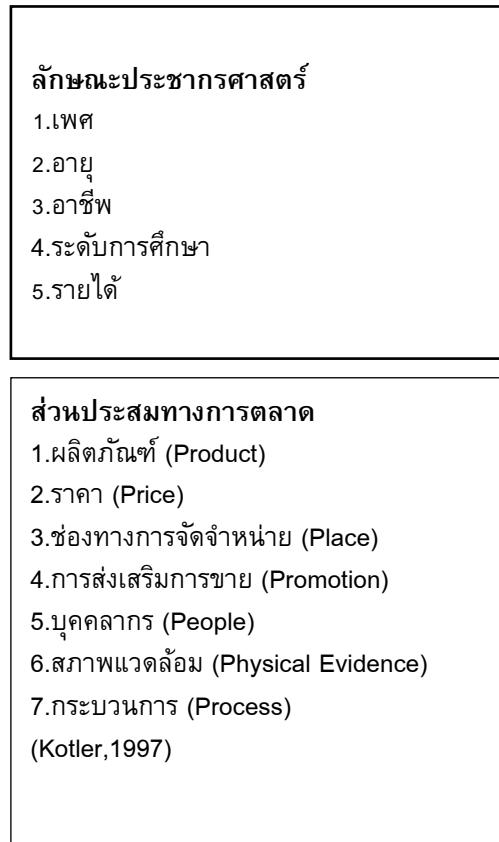 ลักษณะประชากรศาสตร์
1.เพศ
2.อายุ
3.อาชีพ
4.ระดับการศึกษา
5.รายได้
ส่วนประสมทางการตลาด
1.ผลิตภัณฑ์ (Product)
2.ราคา (Price)
3.ช่องทางการจัดจำหน่าย (Place)
4.การส่งเสริมการขาย (Promotion)
5.บุคคลากร (People)
6.สภาพแวดล้อม (Physical Evidence)
7.กระบวนการ (Process)
(Kotler,1997)